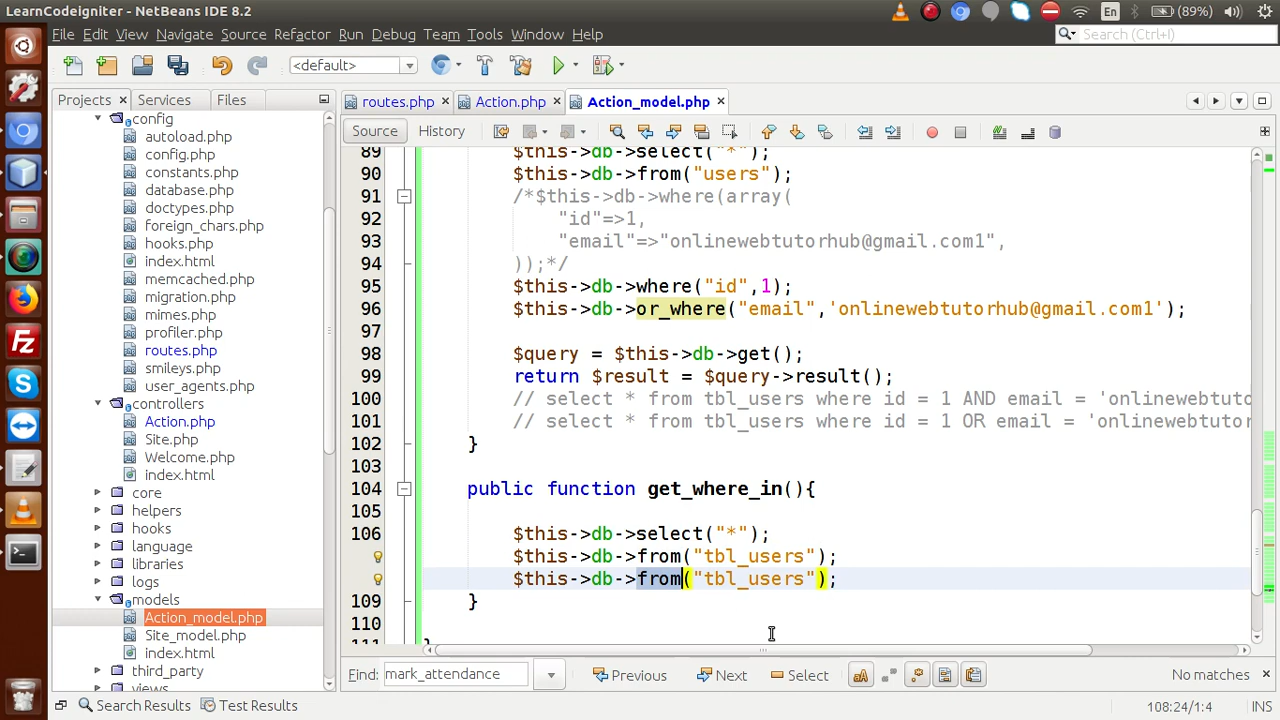 LearnCodeigniter - NetBeans IDE 8.2
En
(89%)
File Edit View Navigate Source Refactor Run Debug Team Tools Window Help
Search (Ctrl+I)
<default>
Projects Services Files
routes.php Action.php Action_model.php
Source History
config
autoload.php
config.php
constants.php
database.php
doctypes.php
foreign_chars.php
hooks.php
index.html
memcached.php
migration.php
mimes.php
profiler.php
routes.php
smileys.php
user_agents.php
controllers
Action.php
Site.php
Welcome.php
index.html
core
helpers
hooks
language
libraries
logs
models
Action_model.php
Site_model.php
index.html
third_party
views
89 $this->db->select("*");
90 $this->db->from("users");
91 /*$this->db->where(array(
92 "id"=>1,
93 "email"=>"onlinewebtutorhub@gmail.com1",
94 ));*/
95 $this->db->where("id",1);
96 $this->db->or_where("email",'onlinewebtutorhub@gmail.com1');
97
98 $query = $this->db->get();
99 return $result = $query->result();
100 // select * from tbl_users where id = 1 AND email = 'onlinewebtuto
101 // select * from tbl_users where id = 1 OR email = 'onlinewebtutor
102 }
103
104 public function get_where_in(){
105
106 $this->db->select("*");
$this->db->from("tbl_users");
$this->db->from("tbl_users");
109 }
110
111 }
Find: mark_attendance Previous Next Select aA No matches
Search Results Test Results
108:24/1:4 INS